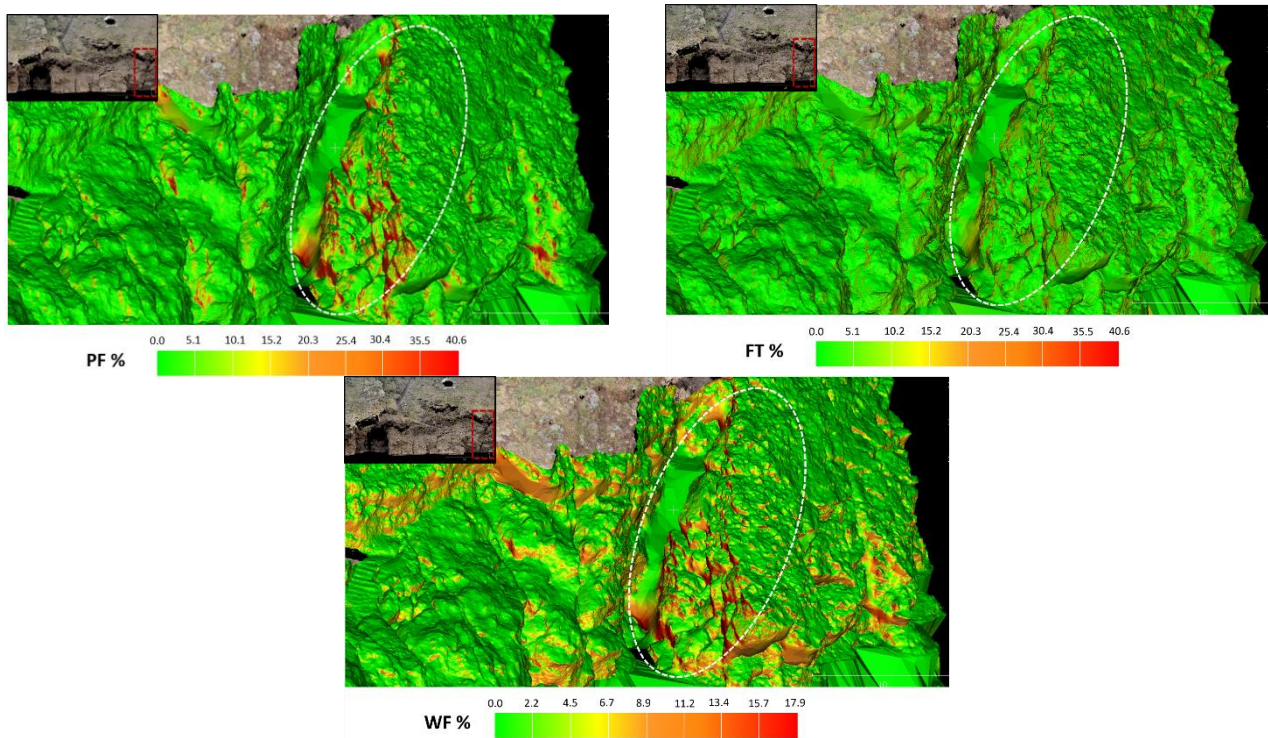 0.0 5.1 10.1 15.2 20.3 25.4 30.4 35.5 40.6
PF %
0.0 5.1 10.2 15.2 20.3 25.4 30.4 35.5 40.6
FT %
0.0 2.2 4.5 6.7 8.9 11.2 13.4 15.7 17.9
WF %